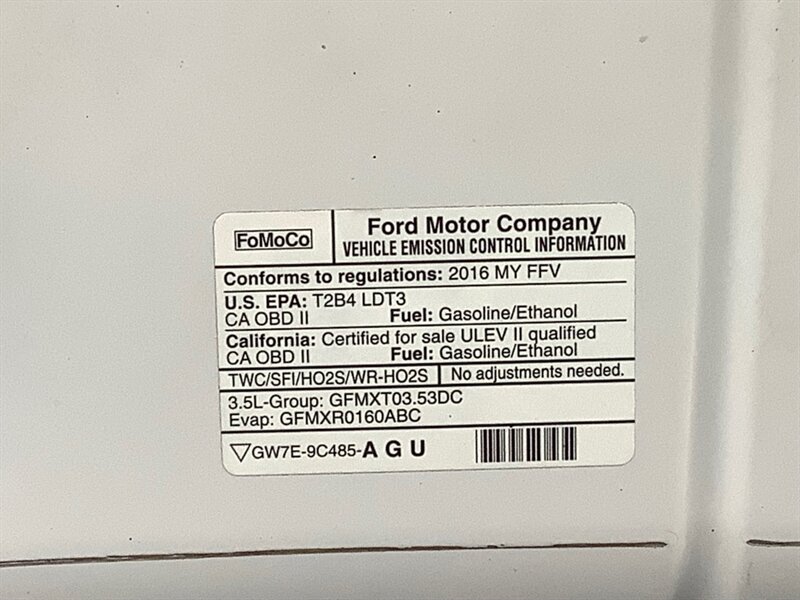 FoMoCo
Ford Motor Company
VEHICLE EMISSION CONTROL INFORMATION
Conforms to regulations: 2016 MY FFV
U.S. EPA: T2B4 LDT3
CA OBD II Fuel: Gasoline/Ethanol
California: Certified for sale ULEV II qualified
CA OBD II Fuel: Gasoline/Ethanol
TWC/SFI/HO2S/WR-HO2S No adjustments needed.
3.5L-Group: GFMXT03.53DC
Evap: GFMXR0160ABC
▽GW7E-9C485-A G U